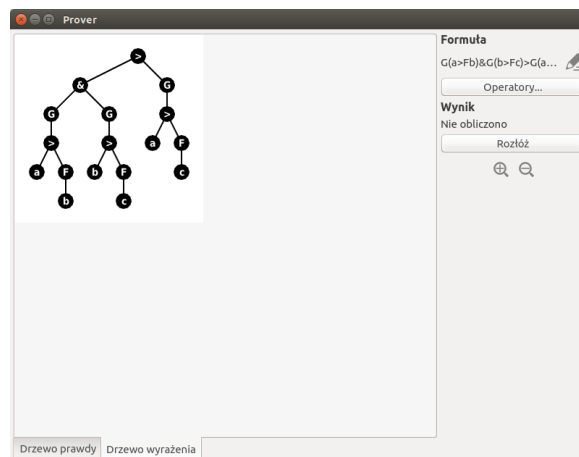 Prover
>
& G
G G >
> > a F
a F b F c
b c
Formuła
G(a>Fb)&G(b>Fc)>G(a...
Operatory...
Wynik
Nie obliczono
Rozłóż
Drzewo prawdy Drzewo wyrażenia